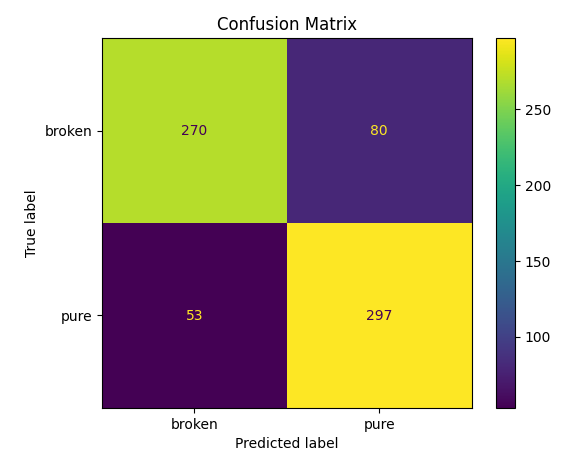 Confusion Matrix
True label
broken
270
80
pure
53
297
broken
pure
Predicted label
250
200
150
100